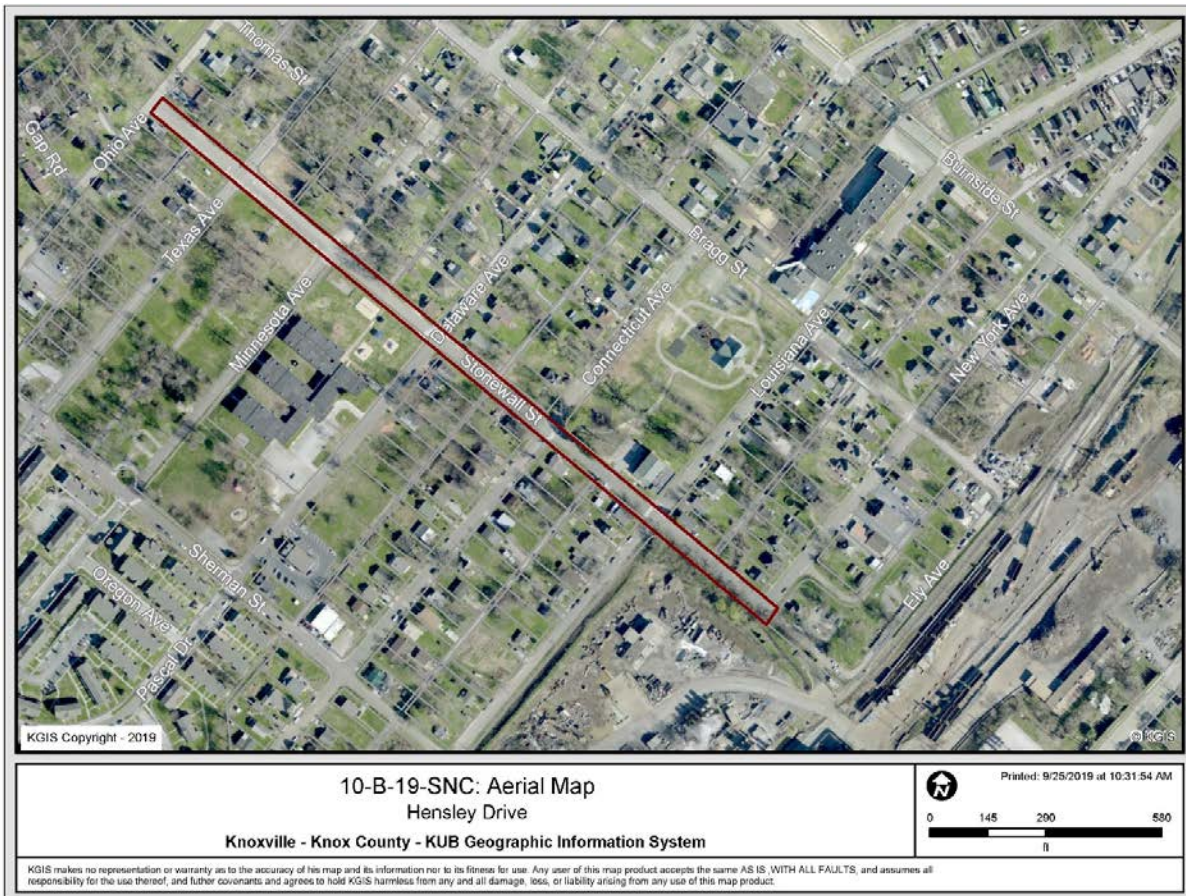 Thomas St
Gap Rd
Ohio Ave
Texas Ave
Burnside St
Bragg St
Minnesota Ave
Delaware Ave
Connecticut Ave
Stonewall St
Louisiana Ave
New York Ave
Sherman St
Oregon Ave
Ely Ave
Pascal Dr
KGIS Copyright - 2019
©KGIS
10-B-19-SNC: Aerial Map
Hensley Drive
Knoxville - Knox County - KUB Geographic Information System
N
Printed: 9/25/2019 at 10:31:54 AM
0 145 290 580
ft
KGIS makes no representation or warranty as to the accuracy of his map and its information nor to its fitness for use. Any user of this map product accepts the same AS IS ,WITH ALL FAULTS, and assumes all
responsibility for the use thereof, and futher covenants and agrees to hold KGIS harmless from any and all damage, loss, or liability arising from any use of this map product.